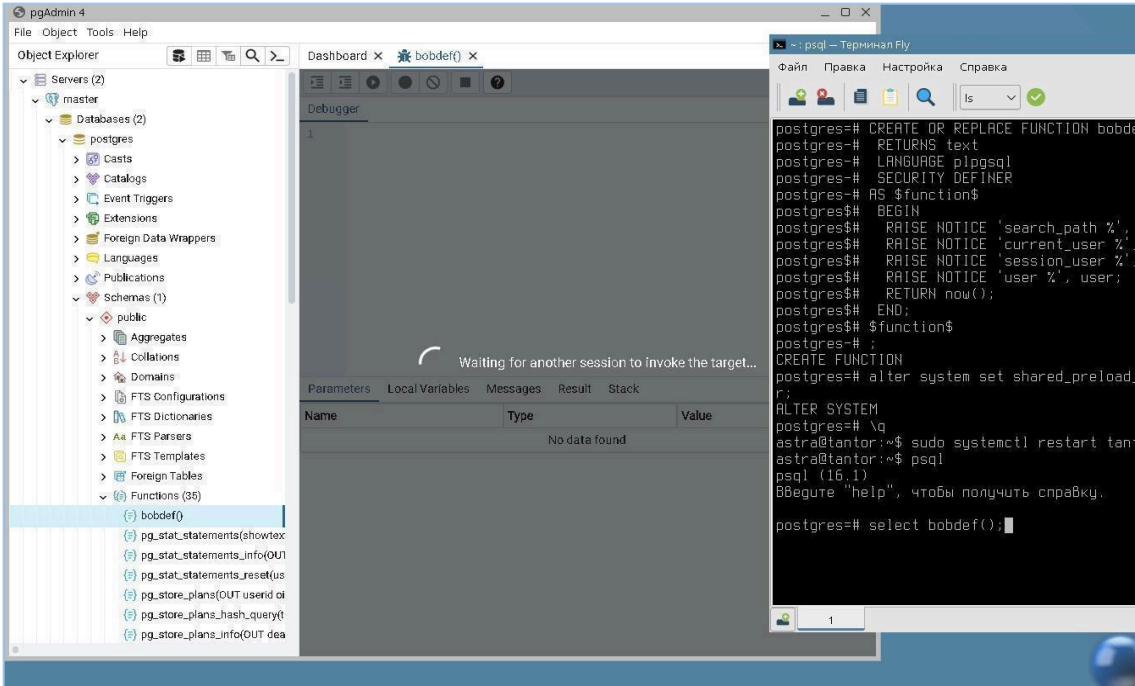 pgAdmin 4
File Object Tools Help
Object Explorer
Servers (2)
master
Databases (2)
postgres
Casts
Catalogs
Event Triggers
Extensions
Foreign Data Wrappers
Languages
Publications
Schemas (1)
public
Aggregates
Collations
Domains
FTS Configurations
FTS Dictionaries
FTS Parsers
FTS Templates
Foreign Tables
Functions (35)
bobdef()
pg_stat_statements(showtex
pg_stat_statements_info(OUT
pg_stat_statements_reset(us
pg_store_plans(OUT userid oi
pg_store_plans_hash_query(t
pg_store_plans_info(OUT dea
Dashboard
bobdef()
Debugger
1
Waiting for another session to invoke the target...
Parameters Local Variables Messages Result Stack
Name Type Value
No data found
~ : psql — Терминал Fly
Файл Правка Настройка Справка
ls
postgres=# CREATE OR REPLACE FUNCTION bobde
postgres-# RETURNS text
postgres-# LANGUAGE plpgsql
postgres-# SECURITY DEFINER
postgres-# AS $function$
postgres$# BEGIN
postgres$# RAISE NOTICE 'search_path %',
postgres$# RAISE NOTICE 'current_user %'
postgres$# RAISE NOTICE 'session_user %'
postgres$# RAISE NOTICE 'user %', user;
postgres$# RETURN now();
postgres$# END;
postgres$# $function$
postgres-# ;
CREATE FUNCTION
postgres=# alter system set shared_preload_
r;
ALTER SYSTEM
postgres=# \q
astra@tantor:~$ sudo systemctl restart tan
astra@tantor:~$ psql
psql (16.1)
Введите "help", чтобы получить справку.
postgres=# select bobdef();
1